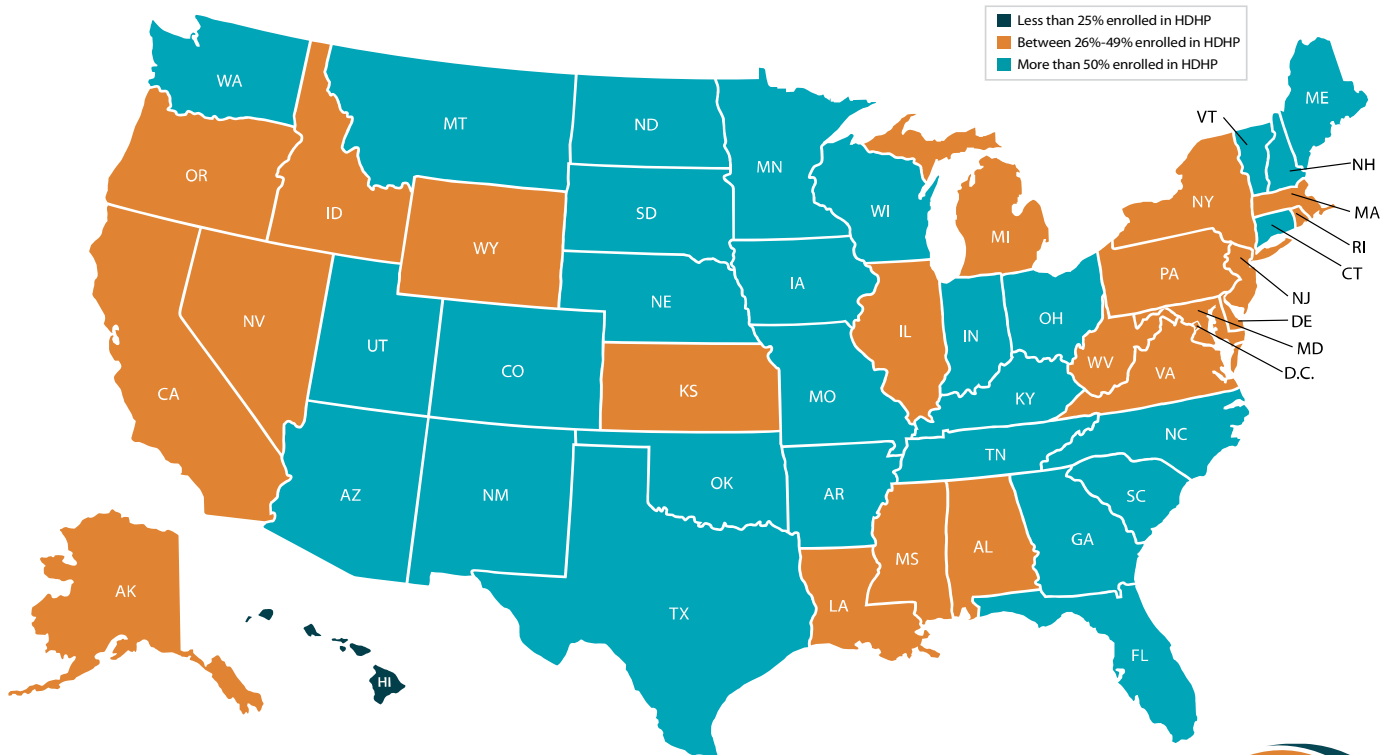 Less than 25% enrolled in HDHP
Between 26%-49% enrolled in HDHP
More than 50% enrolled in HDHP
WA
MT
ND
MN
ME
VT
NH
OR
ID
SD
WI
NY
MA
MI
WY
RI
CT
PA
IA
NE
NJ
NV
OH
DE
IL
IN
UT
MD
WV
CO
VA
D.C.
CA
KS
MO
KY
NC
TN
OK
AZ
NM
AR
SC
GA
MS
AL
AK
LA
TX
FL
HI